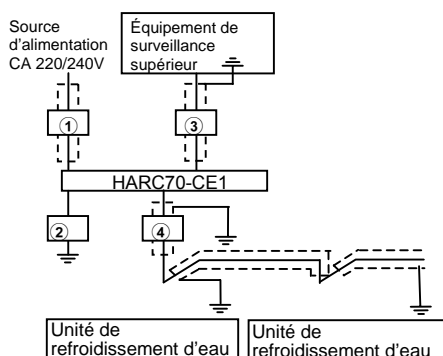 Source
d'alimentation
CA 220/240V
Équipement de
surveillance
supérieur
①
③
HARC70-CE1
②
④
Unité de
refroidissement d'eau
Unité de
refroidissement d'eau